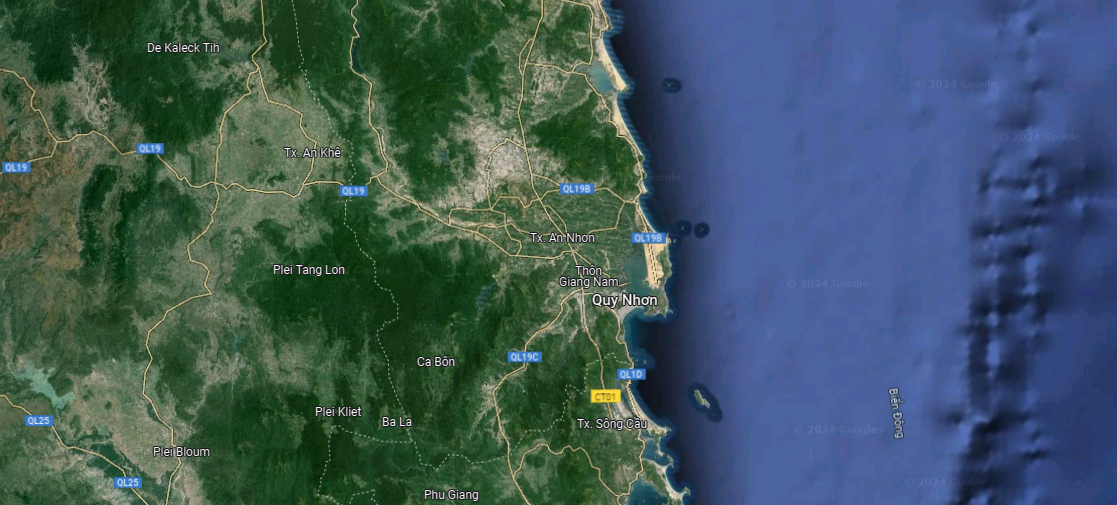 De Kaleck Tih
© 2024 Google
© 2024 Google
QL19
Tx. An Khê
QL19
QL19
QL19B
Tx. An Nhơn
QL19B
Plei Tang Lon
Thôn
Giang Nam
© 2024 Google
Quy Nhơn
QL19C
Ca Bôn
QL1D
CT01
Biển Đông
Plei Kliet
Ba La
QL25
Tx. Sông Cầu
© 2024 Google
Plei Bloum
QL25
© 2024 Google
Phu Giang